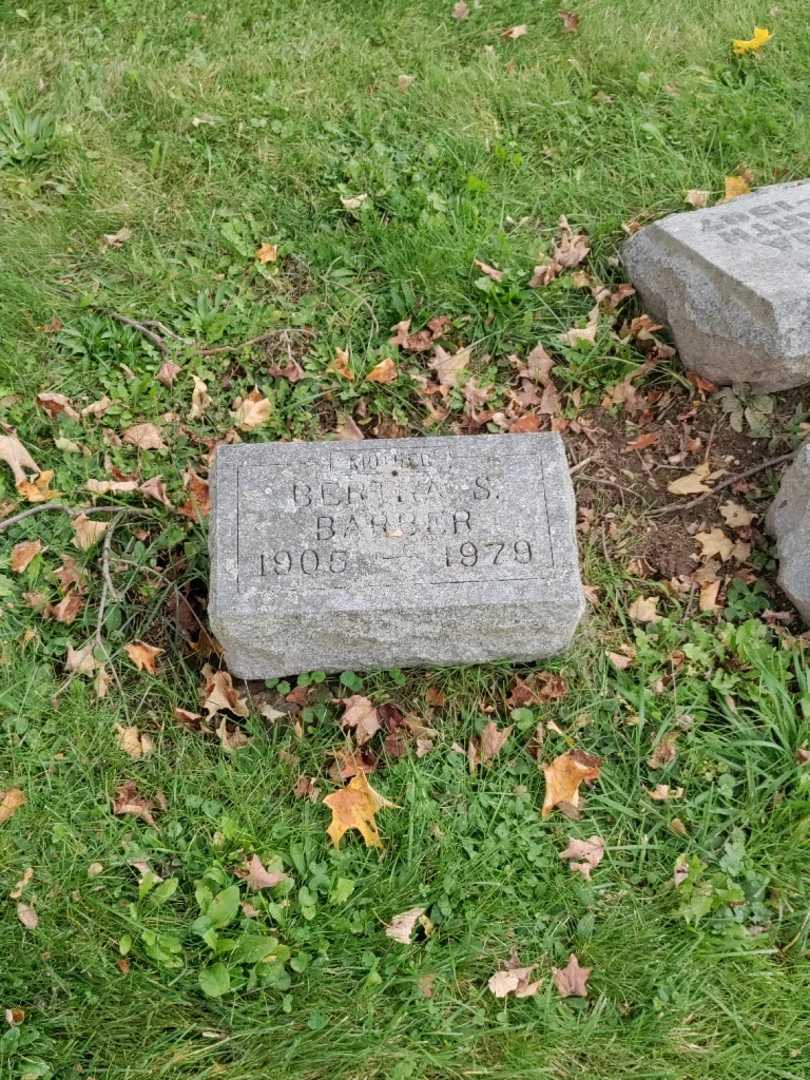 MOTHER
BERTHA S.
BARBER
1905 — 1979